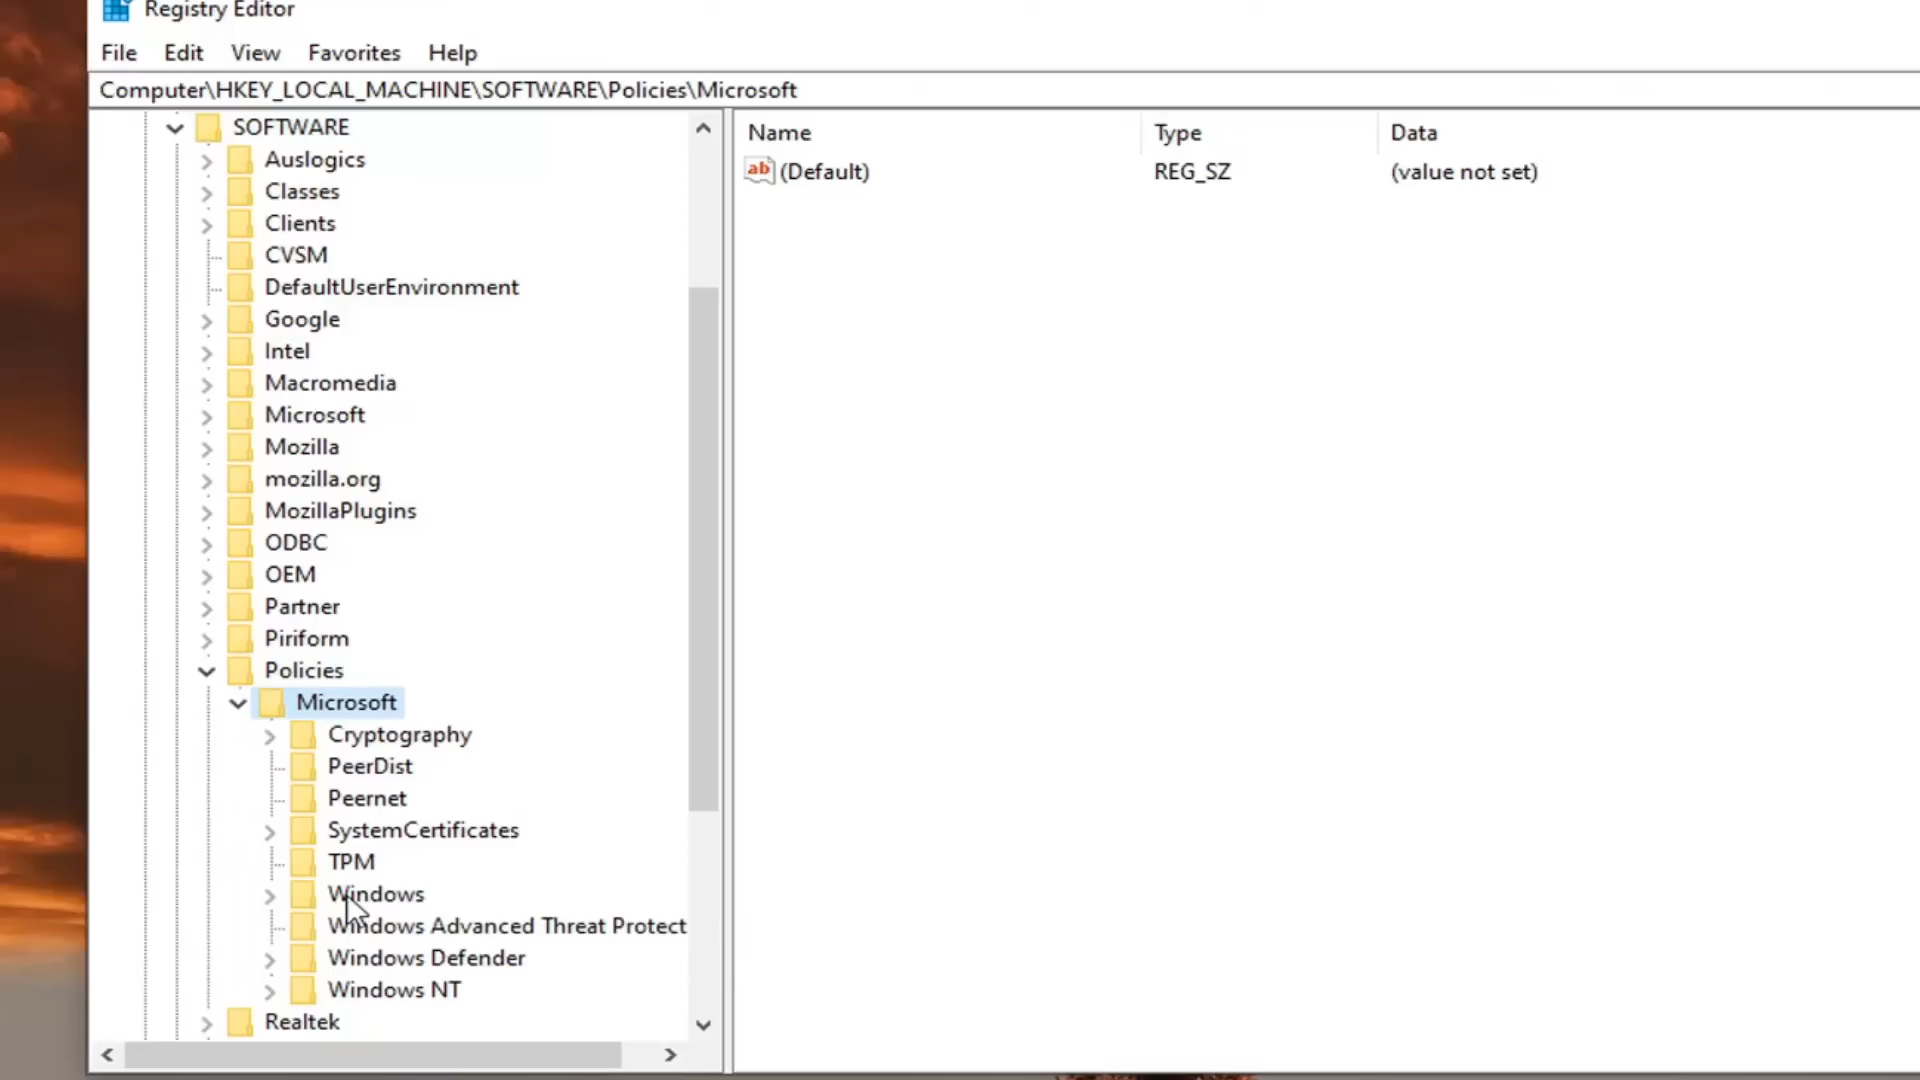 Registry Editor
File Edit View Favorites Help
Computer\HKEY_LOCAL_MACHINE\SOFTWARE\Policies\Microsoft
SOFTWARE
Auslogics
Classes
Clients
CVSM
DefaultUserEnvironment
Google
Intel
Macromedia
Microsoft
Mozilla
mozilla.org
MozillaPlugins
ODBC
OEM
Partner
Piriform
Policies
Microsoft
Cryptography
PeerDist
Peernet
SystemCertificates
TPM
Windows
Windows Advanced Threat Protect
Windows Defender
Windows NT
Realtek
Name Type Data
ab (Default) REG_SZ (value not set)